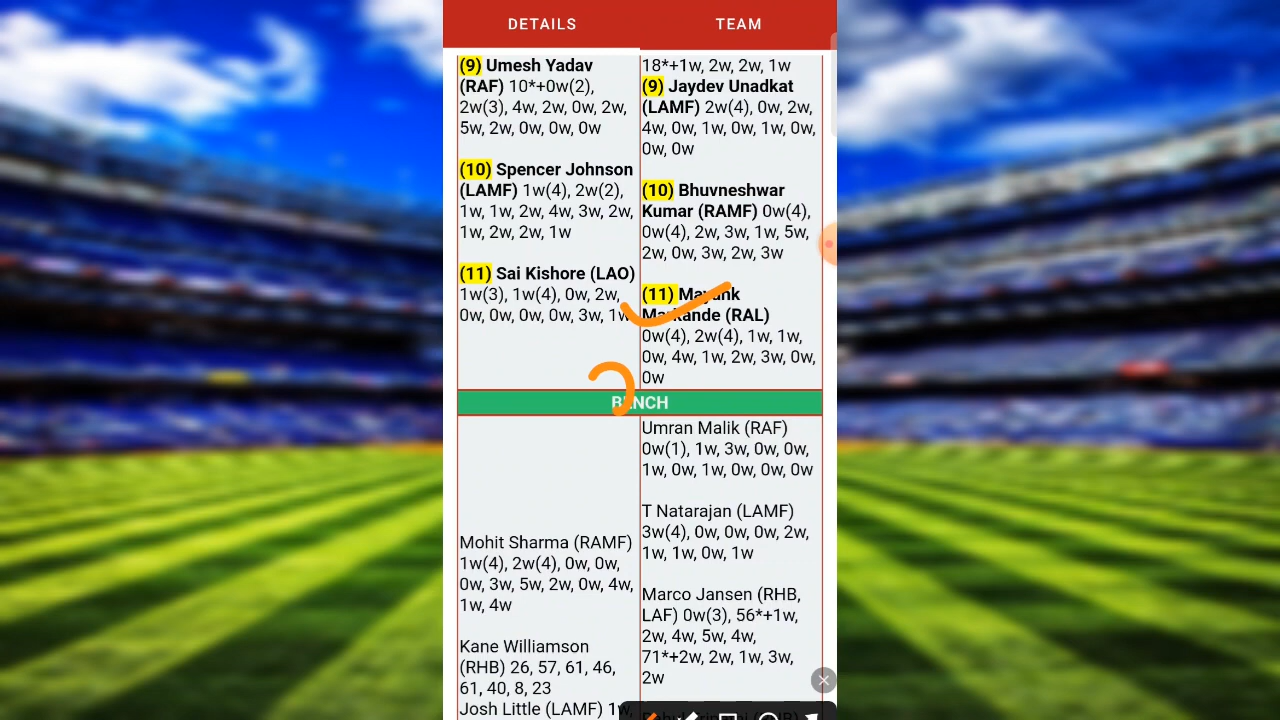 DETAILS
TEAM
(9) Umesh Yadav
(RAF) 10*+0w(2),
2w(3), 4w, 2w, 0w, 2w,
5w, 2w, 0w, 0w, 0w
(10) Spencer Johnson
(LAMF) 1w(4), 2w(2),
1w, 1w, 2w, 4w, 3w, 2w,
1w, 2w, 2w, 1w
(11) Sai Kishore (LAO)
1w(3), 1w(4), 0w, 2w,
0w, 0w, 0w, 0w, 3w, 1w
18*+1w, 2w, 2w, 1w
(9) Jaydev Unadkat
(LAMF) 2w(4), 0w, 2w,
4w, 0w, 1w, 0w, 1w, 0w,
0w, 0w
(10) Bhuvneshwar
Kumar (RAMF) 0w(4),
0w(4), 2w, 3w, 1w, 5w,
2w, 0w, 3w, 2w, 3w
(11) Mayank
Markande (RAL)
0w(4), 2w(4), 1w, 1w,
0w, 4w, 1w, 2w, 3w, 0w,
0w
BENCH
Mohit Sharma (RAMF)
1w(4), 2w(4), 0w, 0w,
0w, 3w, 5w, 2w, 0w, 4w,
1w, 4w
Kane Williamson
(RHB) 26, 57, 61, 46,
61, 40, 8, 23
Josh Little (LAMF) 1w,
Umran Malik (RAF)
0w(1), 1w, 3w, 0w, 0w,
1w, 0w, 1w, 0w, 0w, 0w
T Natarajan (LAMF)
3w(4), 0w, 0w, 0w, 2w,
1w, 1w, 0w, 1w
Marco Jansen (RHB,
LAF) 0w(3), 56*+1w,
2w, 4w, 5w, 4w,
71*+2w, 2w, 1w, 3w,
2w